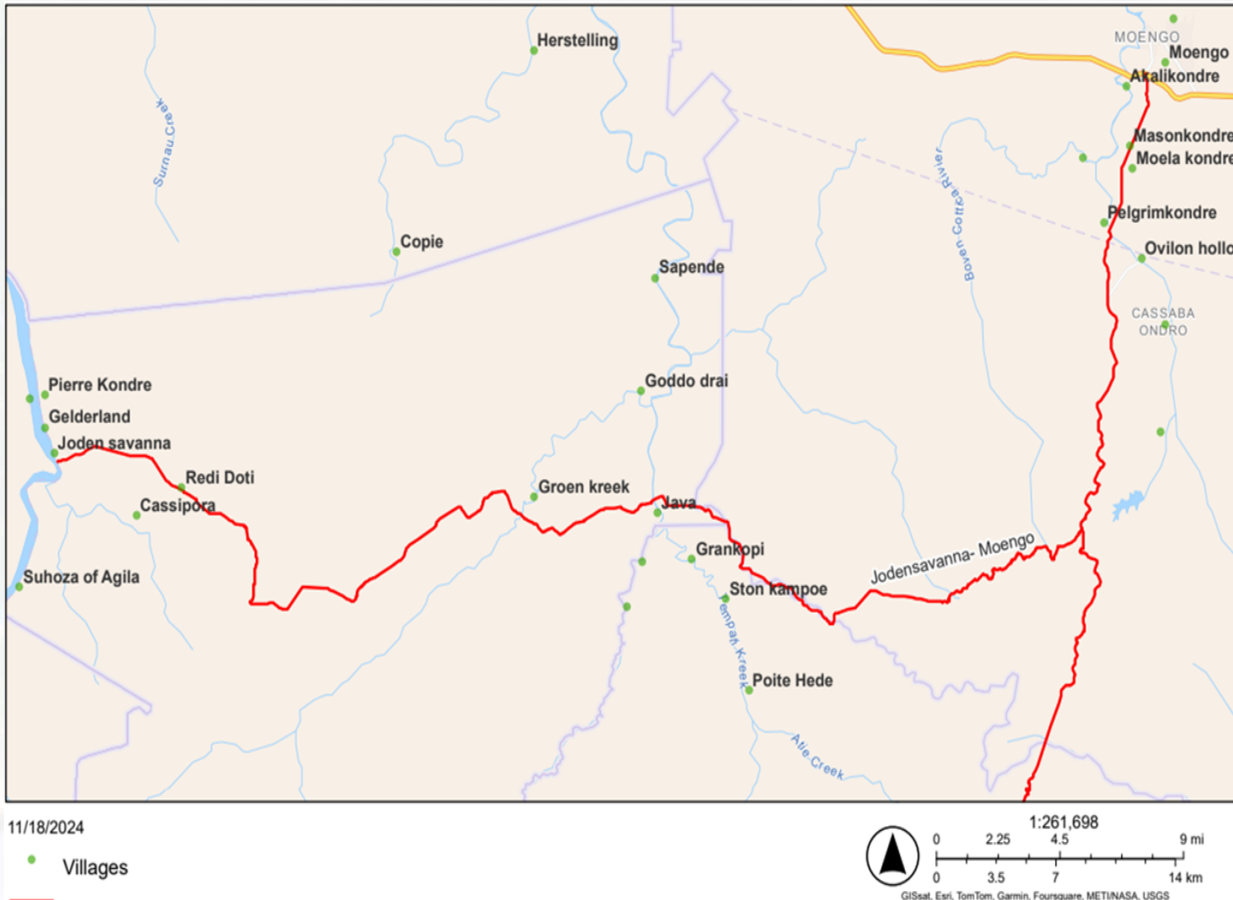 Herstelling
MOENGO
Moengo
Akalikondre
Surnau Creek
Masonkondre
Moela kondre
Boven Cottica Rivier
Pelgrimkondre
Copie
Ovilon hollo
Sapende
CASSABA
ONDRO
Pierre Kondre
Goddo drai
Gelderland
Joden savanna
Redi Doti
Groen kreek
Cassipora
Java
Jodensavanna- Moengo
Grankopi
Suhoza of Agila
Ston kampoe
Tempati Kreek
Poite Hede
Atie Creek
11/18/2024
Villages
1:261,698
0 2.25 4.5 9 mi
0 3.5 7 14 km
GISsat, Esri, TomTom, Garmin, Foursquare, METI/NASA, USGS